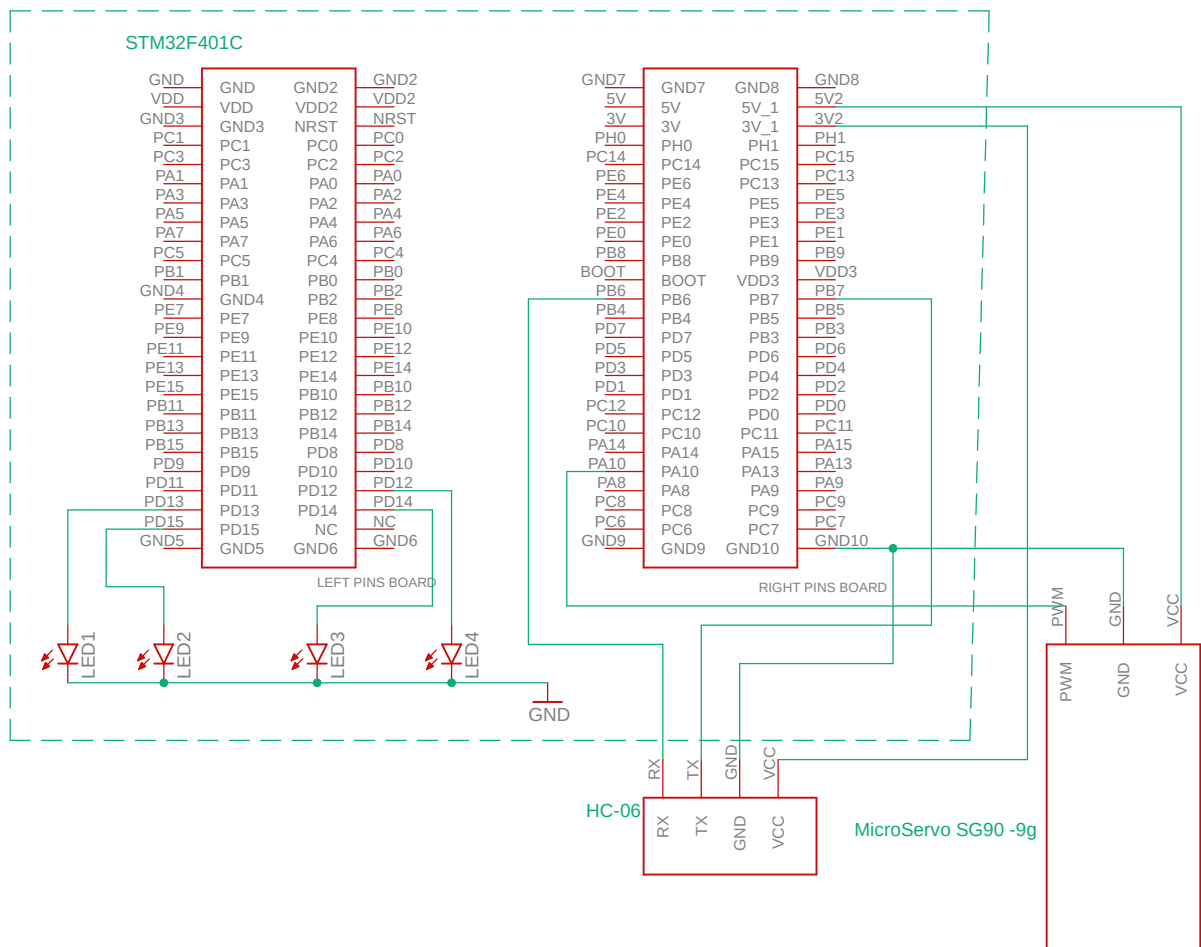 STM32F401C
GND GND GND2 GND2
VDD VDD VDD2 VDD2
GND3 GND3 NRST NRST
PC1 PC1 PC0 PC0
PC3 PC3 PC2 PC2
PA1 PA1 PA0 PA0
PA3 PA3 PA2 PA2
PA5 PA5 PA4 PA4
PA7 PA7 PA6 PA6
PC5 PC5 PC4 PC4
PB1 PB1 PB0 PB0
GND4 GND4 PB2 PB2
PE7 PE7 PE8 PE8
PE9 PE9 PE10 PE10
PE11 PE11 PE12 PE12
PE13 PE13 PE14 PE14
PE15 PE15 PB10 PB10
PB11 PB11 PB12 PB12
PB13 PB13 PB14 PB14
PB15 PB15 PD8 PD8
PD9 PD9 PD10 PD10
PD11 PD11 PD12 PD12
PD13 PD13 PD14 PD14
PD15 PD15 NC NC
GND5 GND5 GND6 GND6
LEFT PINS BOARD
GND7 GND7 GND8 GND8
5V 5V 5V_1 5V2
3V 3V 3V_1 3V2
PH0 PH0 PH1 PH1
PC14 PC14 PC15 PC15
PE6 PE6 PC13 PC13
PE4 PE4 PE5 PE5
PE2 PE2 PE3 PE3
PE0 PE0 PE1 PE1
PB8 PB8 PB9 PB9
BOOT BOOT VDD3 VDD3
PB6 PB6 PB7 PB7
PB4 PB4 PB5 PB5
PD7 PD7 PB3 PB3
PD5 PD5 PD6 PD6
PD3 PD3 PD4 PD4
PD1 PD1 PD2 PD2
PC12 PC12 PD0 PD0
PC10 PC10 PC11 PC11
PA14 PA14 PA15 PA15
PA10 PA10 PA13 PA13
PA8 PA8 PA9 PA9
PC8 PC8 PC9 PC9
PC6 PC6 PC7 PC7
GND9 GND9 GND10 GND10
RIGHT PINS BOARD
LED1
LED2
LED3
LED4
GND
PWM GND VCC
PWM GND VCC
MicroServo SG90 -9g
RX TX GND VCC
HC-06
RX TX GND VCC